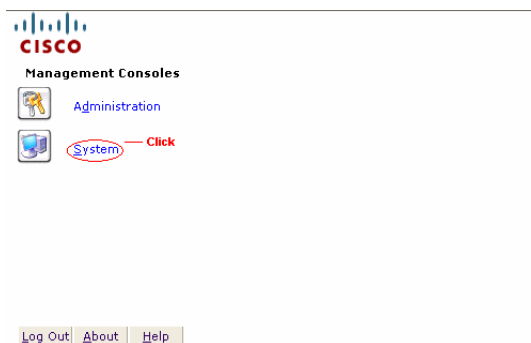 CISCO
Management Consoles
Administration
System — Click
Log Out About Help